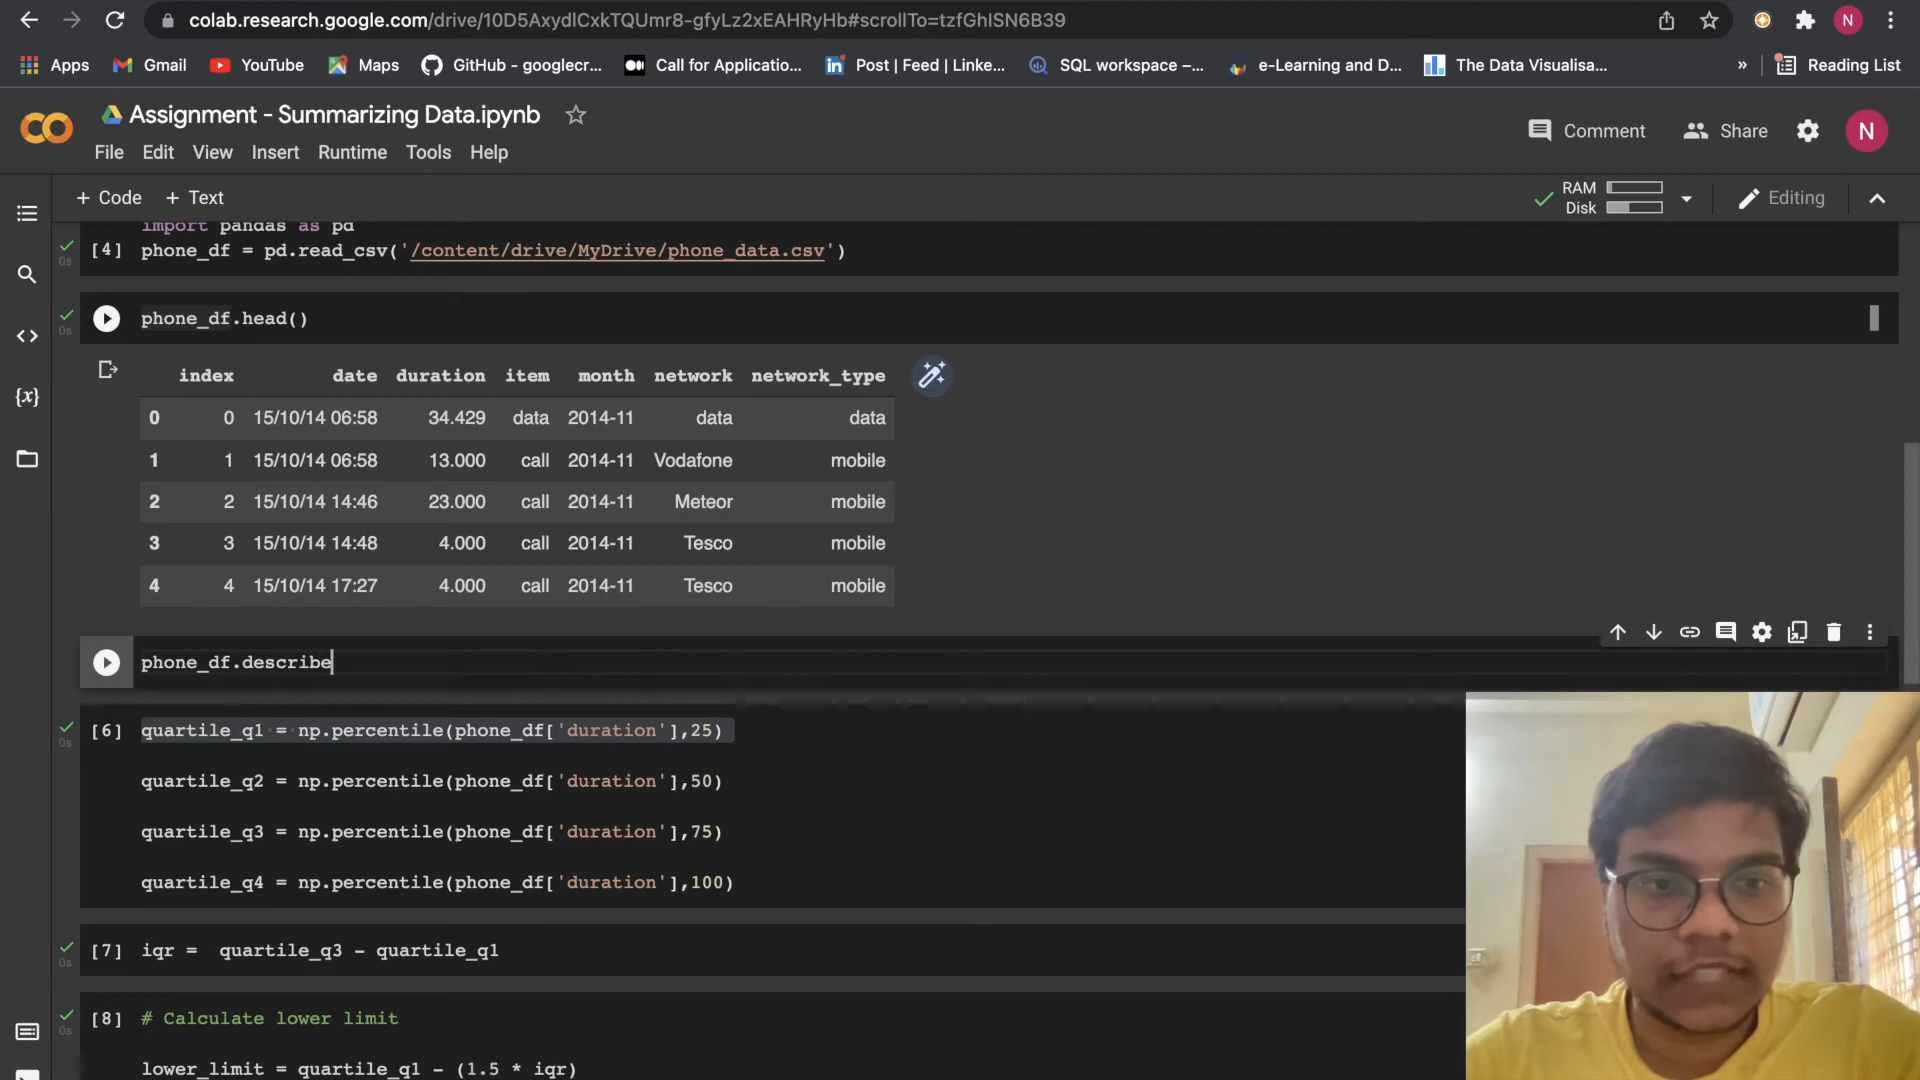 colab.research.google.com/drive/10D5AxydlCxkTQUmr8-gfyLz2xEAHRyHb#scrollTo=tzfGhISN6B39
N
Apps Gmail YouTube Maps GitHub - googlecr... Call for Applicatio... Post | Feed | Linke... SQL workspace –... e-Learning and D... The Data Visualisa... » Reading List
Assignment - Summarizing Data.ipynb
Comment Share N
File Edit View Insert Runtime Tools Help
+ Code + Text
RAM
Disk
Editing
import pandas as pd
[4] phone_df = pd.read_csv('/content/drive/MyDrive/phone_data.csv')
0s
phone_df.head()
0s
index date duration item month network network_type
0 0 15/10/14 06:58 34.429 data 2014-11 data data
1 1 15/10/14 06:58 13.000 call 2014-11 Vodafone mobile
2 2 15/10/14 14:46 23.000 call 2014-11 Meteor mobile
3 3 15/10/14 14:48 4.000 call 2014-11 Tesco mobile
4 4 15/10/14 17:27 4.000 call 2014-11 Tesco mobile
phone_df.describe
[6] quartile_q1 = np.percentile(phone_df['duration'],25)
0s
quartile_q2 = np.percentile(phone_df['duration'],50)
quartile_q3 = np.percentile(phone_df['duration'],75)
quartile_q4 = np.percentile(phone_df['duration'],100)
[7] iqr =  quartile_q3 - quartile_q1
0s
[8] # Calculate lower limit
0s
lower_limit = quartile_q1 - (1.5 * iqr)